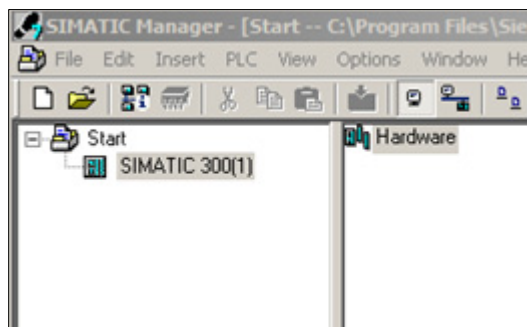 SIMATIC Manager - [Start -- C:\Program Files\Sie
File Edit Insert PLC View Options Window He
Start
SIMATIC 300(1)
Hardware